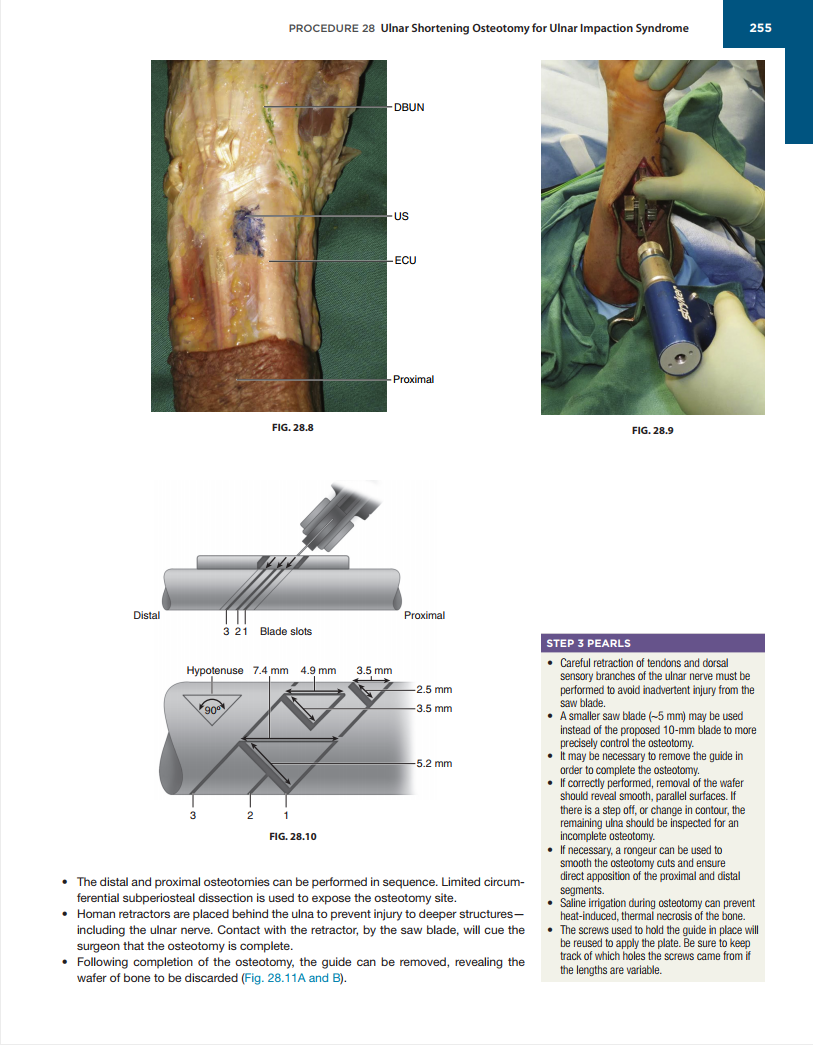 PROCEDURE 28 Ulnar Shortening Osteotomy for Ulnar Impaction Syndrome
255
DBUN
US
ECU
Proximal
FIG. 28.8
stryker
FIG. 28.9
Distal
Proximal
3 2 1 Blade slots
Hypotenuse 7.4 mm 4.9 mm 3.5 mm
90º
2.5 mm
3.5 mm
5.2 mm
3 2 1
FIG. 28.10
• The distal and proximal osteotomies can be performed in sequence. Limited circum-
ferential subperiosteal dissection is used to expose the osteotomy site.
• Homan retractors are placed behind the ulna to prevent injury to deeper structures—
including the ulnar nerve. Contact with the retractor, by the saw blade, will cue the
surgeon that the osteotomy is complete.
• Following completion of the osteotomy, the guide can be removed, revealing the
wafer of bone to be discarded (Fig. 28.11A and B).
STEP 3 PEARLS
• Careful retraction of tendons and dorsal
sensory branches of the ulnar nerve must be
performed to avoid inadvertent injury from the
saw blade.
• A smaller saw blade (~5 mm) may be used
instead of the proposed 10-mm blade to more
precisely control the osteotomy.
• It may be necessary to remove the guide in
order to complete the osteotomy.
• If correctly performed, removal of the wafer
should reveal smooth, parallel surfaces. If
there is a step off, or change in contour, the
remaining ulna should be inspected for an
incomplete osteotomy.
• If necessary, a rongeur can be used to
smooth the osteotomy cuts and ensure
direct apposition of the proximal and distal
segments.
• Saline irrigation during osteotomy can prevent
heat-induced, thermal necrosis of the bone.
• The screws used to hold the guide in place will
be reused to apply the plate. Be sure to keep
track of which holes the screws came from if
the lengths are variable.